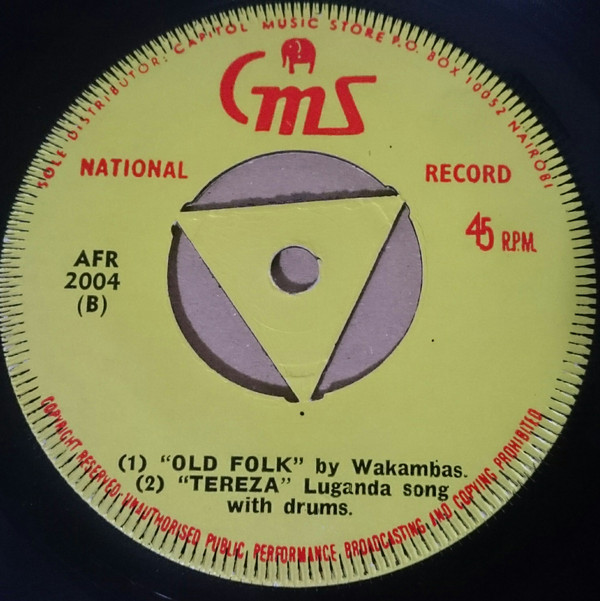 SOLE DISTRIBUTOR: CAPITOL MUSIC STORE P.O. BOX 10052 NAIROBI
CMS
NATIONAL RECORD
45 R.P.M.
AFR
2004
(B)
(1) "OLD FOLK" by Wakambas.
(2) "TEREZA" Luganda song
with drums.
COPYRIGHT RESERVED UNAUTHORISED PUBLIC PERFORMANCE BROADCASTING AND COPYING PROHIBITED